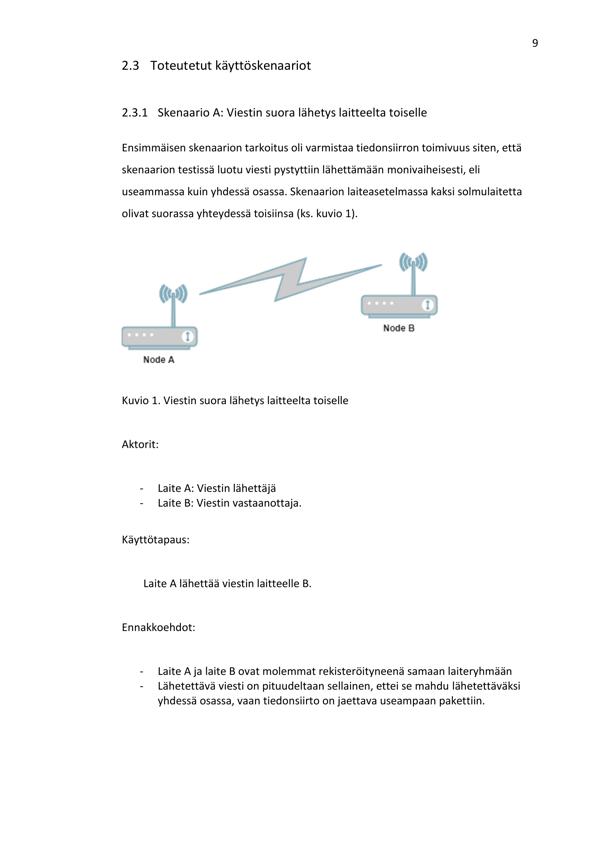 9
2.3 Toteutetut käyttöskenaariot
2.3.1 Skenaario A: Viestin suora lähetys laitteelta toiselle
Ensimmäisen skenaarion tarkoitus oli varmistaa tiedonsiirron toimivuus siten, että
skenaarion testissä luotu viesti pystyttiin lähettämään monivaiheisesti, eli
useammassa kuin yhdessä osassa. Skenaarion laiteasetelmassa kaksi solmulaitetta
olivat suorassa yhteydessä toisiinsa (ks. kuvio 1).
Node B
Node A
Kuvio 1. Viestin suora lähetys laitteelta toiselle
Aktorit:
- Laite A: Viestin lähettäjä
- Laite B: Viestin vastaanottaja.
Käyttötapaus:
Laite A lähettää viestin laitteelle B.
Ennakkoehdot:
- Laite A ja laite B ovat molemmat rekisteröityneenä samaan laiteryhmään
- Lähetettävä viesti on pituudeltaan sellainen, ettei se mahdu lähetettäväksi
yhdessä osassa, vaan tiedonsiirto on jaettava useampaan pakettiin.